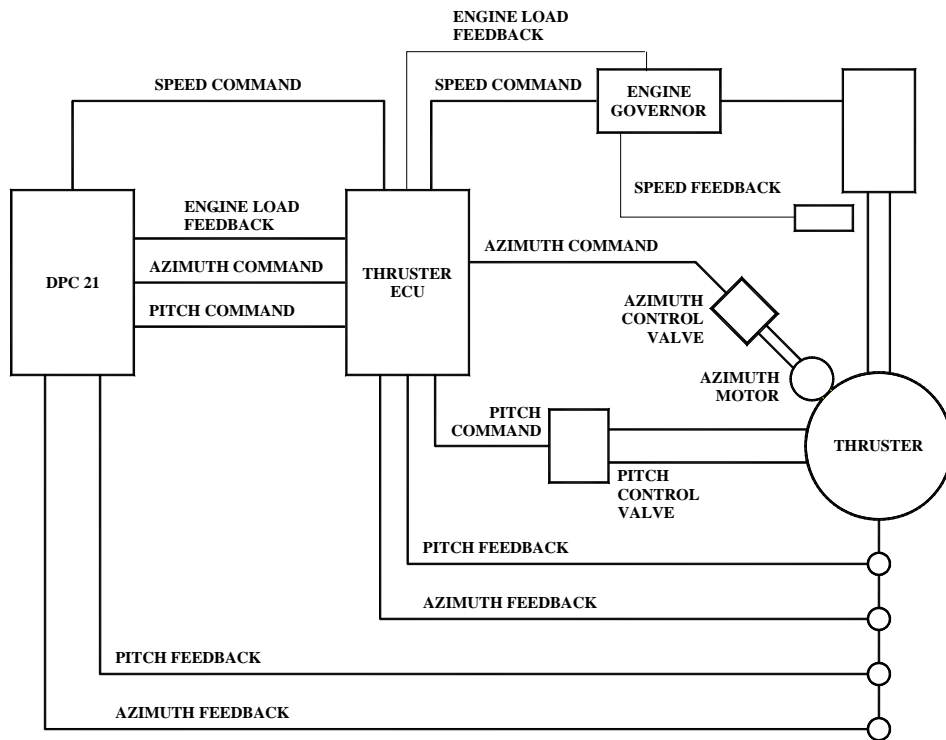 ENGINE LOAD
FEEDBACK
SPEED COMMAND
SPEED COMMAND
ENGINE
GOVERNOR
SPEED FEEDBACK
ENGINE LOAD
FEEDBACK
AZIMUTH COMMAND
DPC 21
AZIMUTH COMMAND
THRUSTER
ECU
PITCH COMMAND
AZIMUTH
CONTROL
VALVE
AZIMUTH
MOTOR
PITCH
COMMAND
THRUSTER
PITCH
CONTROL
VALVE
PITCH FEEDBACK
AZIMUTH FEEDBACK
PITCH FEEDBACK
AZIMUTH FEEDBACK